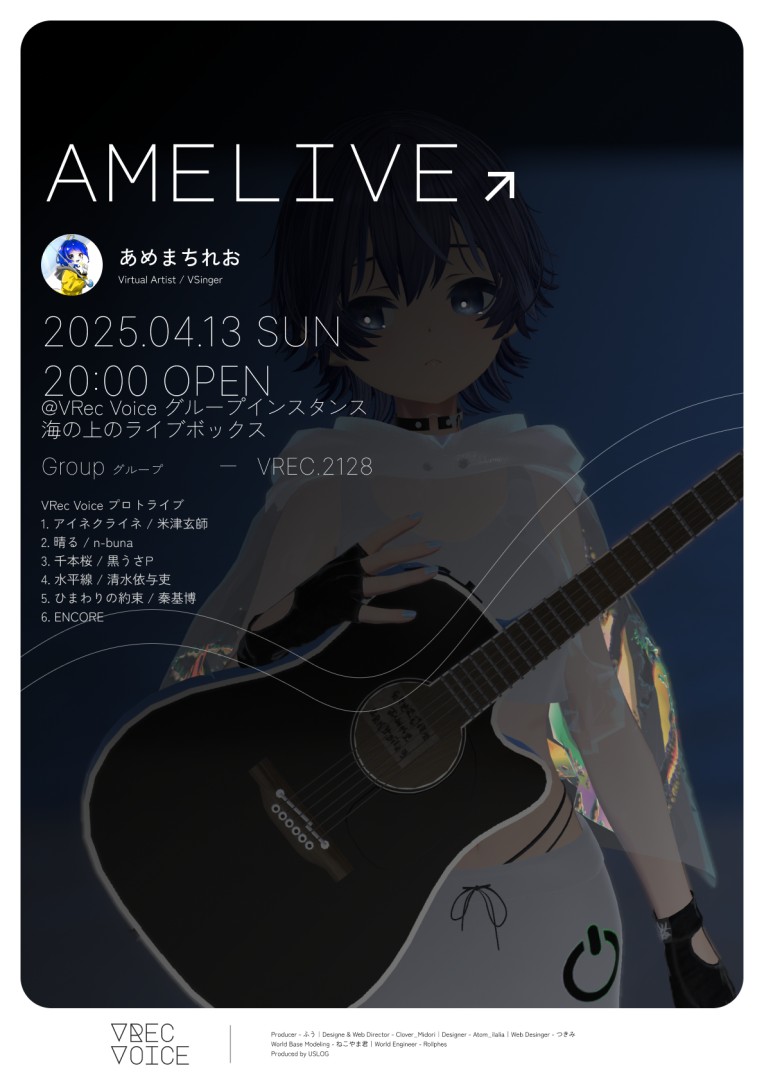 AMELIVE ↗
あめまちれお
Virtual Artist / VSinger
2025.04.13 SUN
20:00 OPEN
@VRec Voice グループインスタンス
海の上のライブボックス
Group グループ — VREC.2128
VRec Voice プロトライブ
1. アイネクライネ / 米津玄師
2. 晴る / n-buna
3. 千本桜 / 黒うさP
4. 水平線 / 清水依与吏
5. ひまわりの約束 / 秦基博
6. ENCORE
VREC
VOICE
Producer - ふう | Designe & Web Director - Clover_Midori | Designer - Atom_Ilalia | Web Desinger - つきみ
World Base Modeling - ねこやま君 | World Engineer - Rollphes
Produced by USLOG